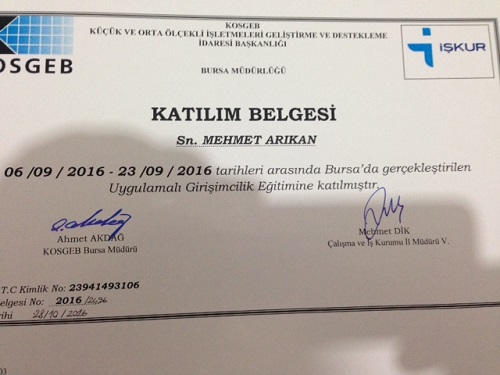 KOSGEB
KÜÇÜK VE ORTA ÖLÇEKLİ İŞLETMELERİ GELİŞTİRME VE DESTEKLEME
İDARESİ BAŞKANLIĞI
OSGEB
İŞKUR
BURSA MÜDÜRLÜĞÜ
KATILIM BELGESİ
Sn. MEHMET ARIKAN
06 /09 / 2016 - 23 /09 / 2016 tarihleri arasında Bursa'da gerçekleştirilen
Uygulamalı Girişimcilik Eğitimine katılmıştır.
Ahmet AKDAĞ
KOSGEB Bursa Müdürü
Mehmet DİK
Çalışma ve İş Kurumu İl Müdürü V.
T.C Kimlik No: 23941493106
elgesi No: 2016 /2696
rihi 28/10/2016
03